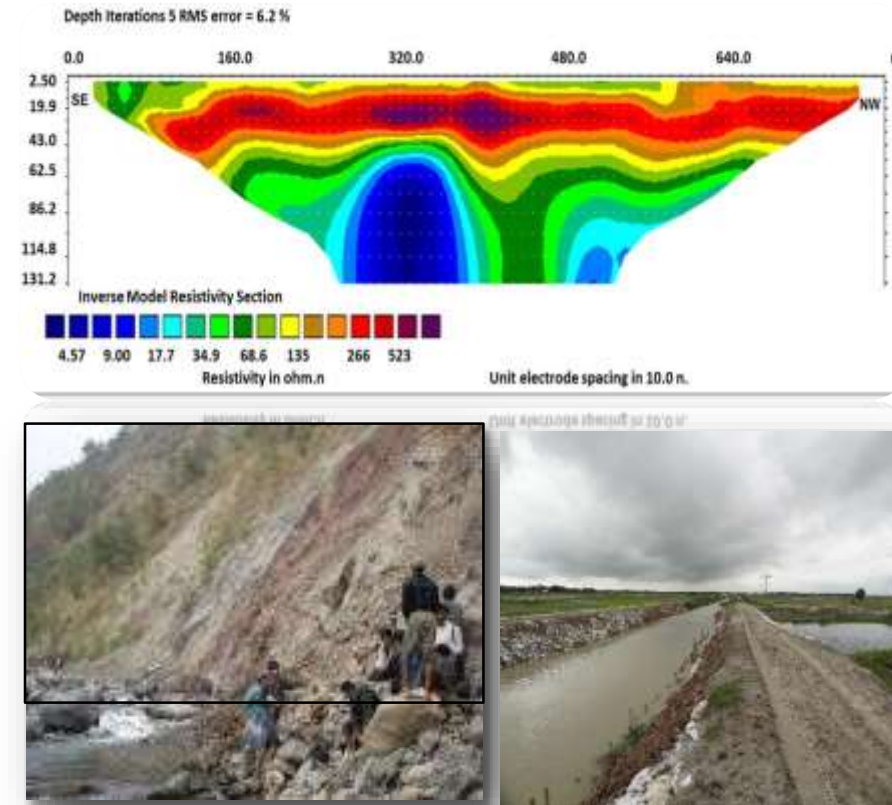 Depth Iterations 5 RMS error = 6.2 %
0.0 160.0 320.0 480.0 640.0
2.50
SE NW
19.9
43.0
62.5
86.2
114.8
131.2
Inverse Model Resistivity Section
4.57 9.00 17.7 34.9 68.6 135 266 523
Resistivity in ohm.n Unit electrode spacing in 10.0 n.